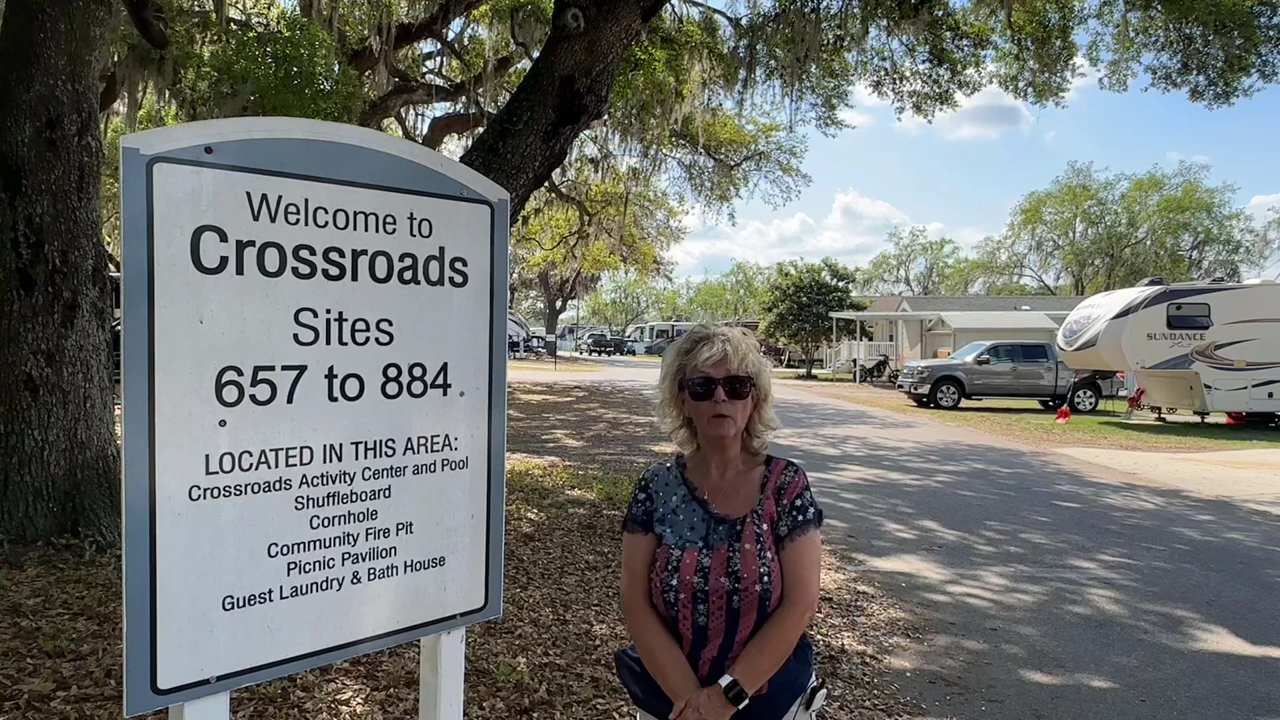 Welcome to
Crossroads
Sites
657 to 884
LOCATED IN THIS AREA:
Crossroads Activity Center and Pool
Shuffleboard
Cornhole
Community Fire Pit
Picnic Pavilion
Guest Laundry & Bath House
SUNDANCE
XLT